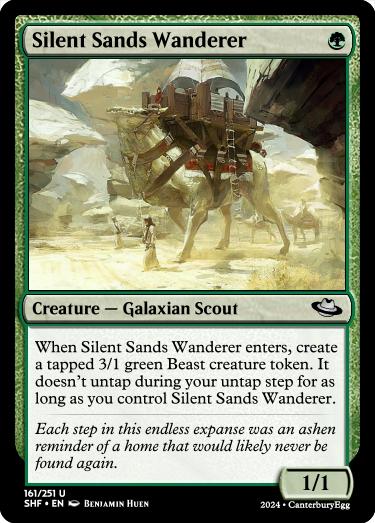 Silent Sands Wanderer
Creature — Galaxian Scout
When Silent Sands Wanderer enters, create
a tapped 3/1 green Beast creature token. It
doesn't untap during your untap step for as
long as you control Silent Sands Wanderer.
Each step in this endless expanse was an ashen
reminder of a home that would likely never be
found again.
1/1
161/251 U
SHF • EN Benjamin Huen
2024 • CanterburyEgg